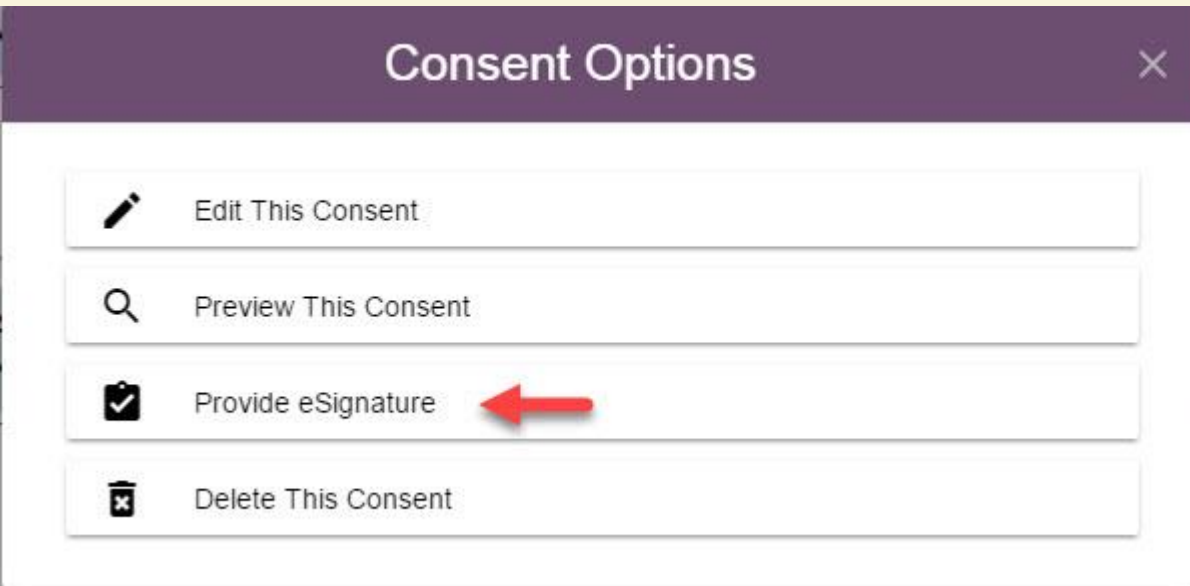 Consent Options
Edit This Consent
Preview This Consent
Provide eSignature
Delete This Consent